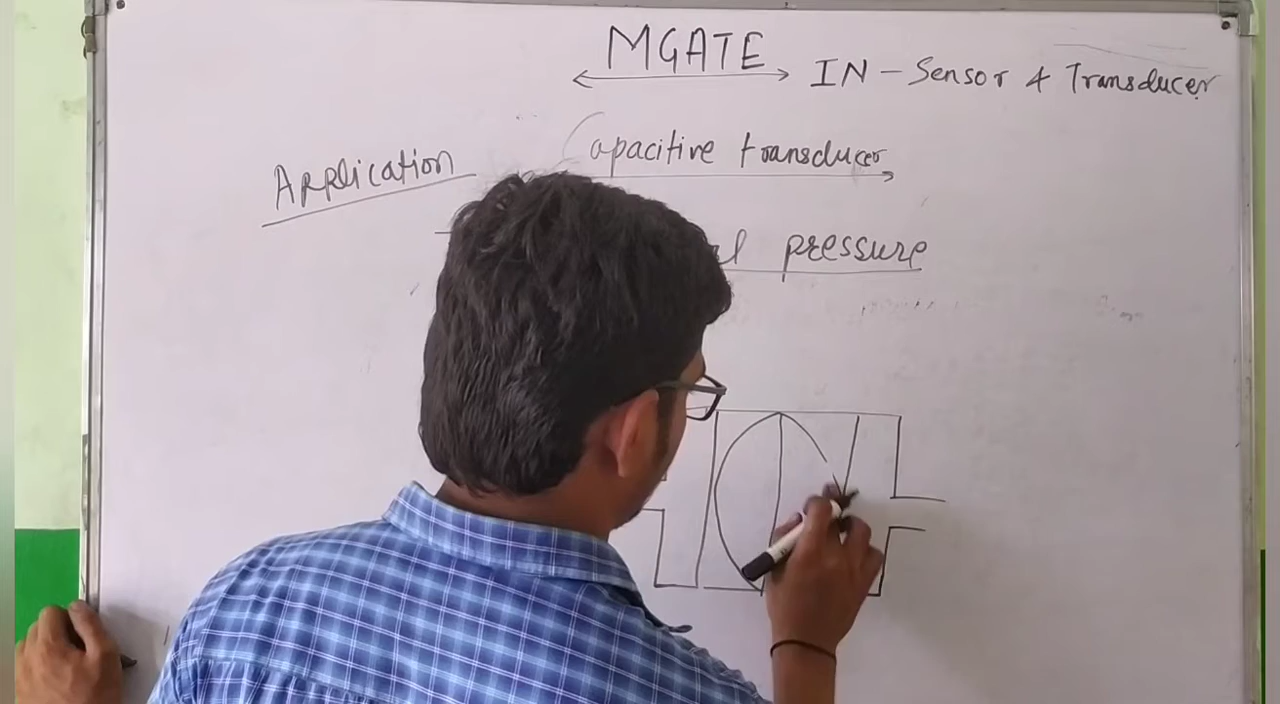 MGATE
IN - Sensor & Transducer
Application
Capacitive transducer
pressure